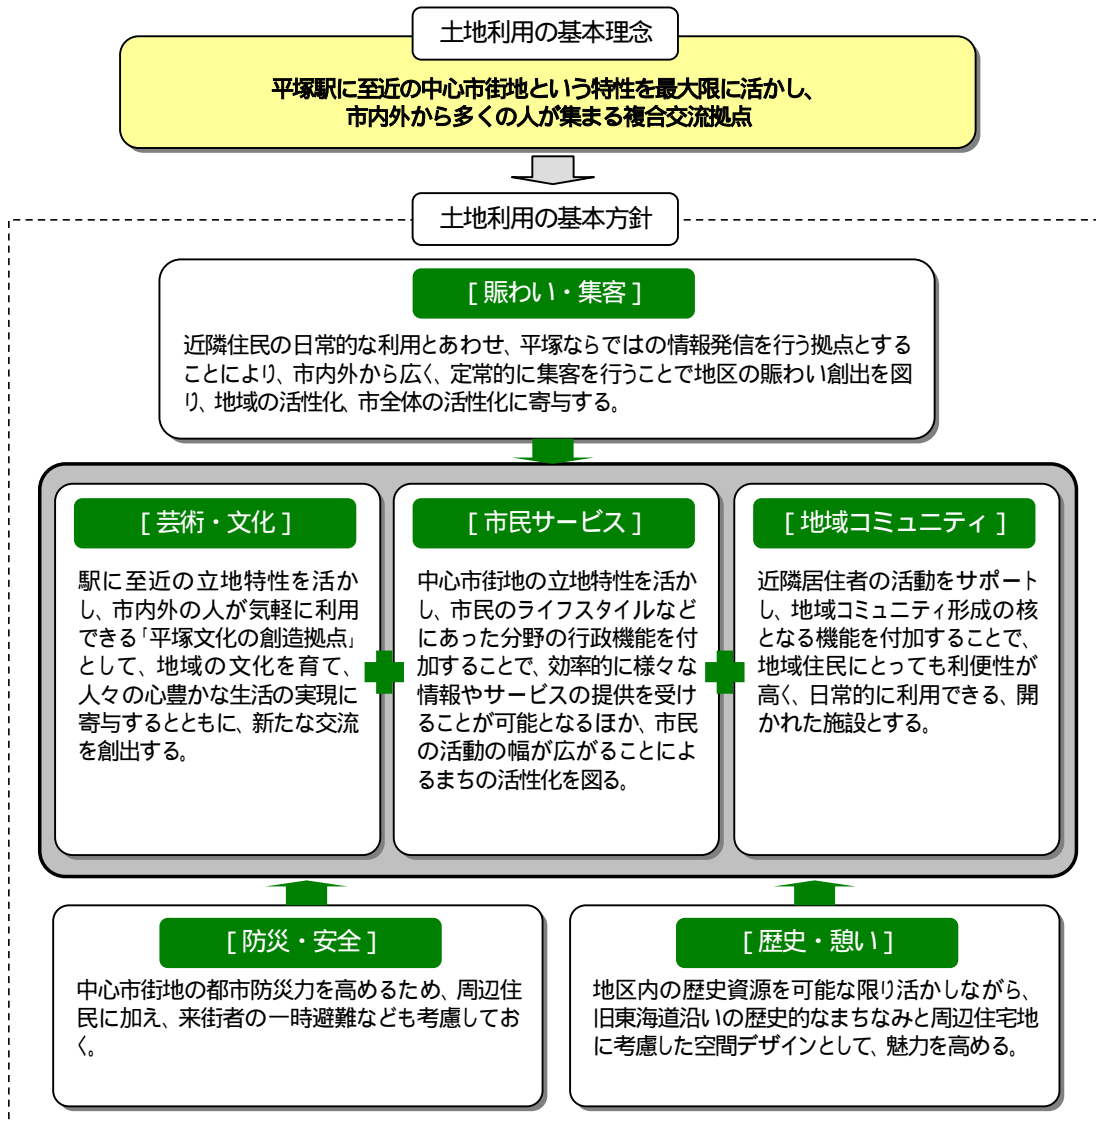 土地利用の基本理念
平塚駅に至近の中心市街地という特性を最大限に活かし、
市内外から多くの人が集まる複合交流拠点
土地利用の基本方針
[ 賑わい・集客 ]
近隣住民の日常的な利用とあわせ、平塚ならではの情報発信を行う拠点とする
ことにより、市内外から広く、定常的に集客を行うことで地区の賑わい創出を図
り、地域の活性化、市全体の活性化に寄与する。
[ 芸術・文化 ]
駅に至近の立地特性を活か
し、市内外の人が気軽に利用
できる「平塚文化の創造拠点」
として、地域の文化を育て、
人々の心豊かな生活の実現に
寄与するとともに、新たな交流
を創出する。
[ 市民サービス ]
中心市街地の立地特性を活か
し、市民のライフスタイルなど
にあった分野の行政機能を付
加することで、効率的に様々な
情報やサービスの提供を受け
ることが可能となるほか、市民
の活動の幅が広がることによ
るまちの活性化を図る。
[ 地域コミュニティ ]
近隣居住者の活動をサポート
し、地域コミュニティ形成の核
となる機能を付加することで、
地域住民にとっても利便性が
高く、日常的に利用できる、開
かれた施設とする。
[ 防災・安全 ]
中心市街地の都市防災力を高めるため、周辺住
民に加え、来街者の一時避難なども考慮してお
く。
[ 歴史・憩い ]
地区内の歴史資源を可能な限り活かしながら、
旧東海道沿いの歴史的なまちなみと周辺住宅地
に考慮した空間デザインとして、魅力を高める。